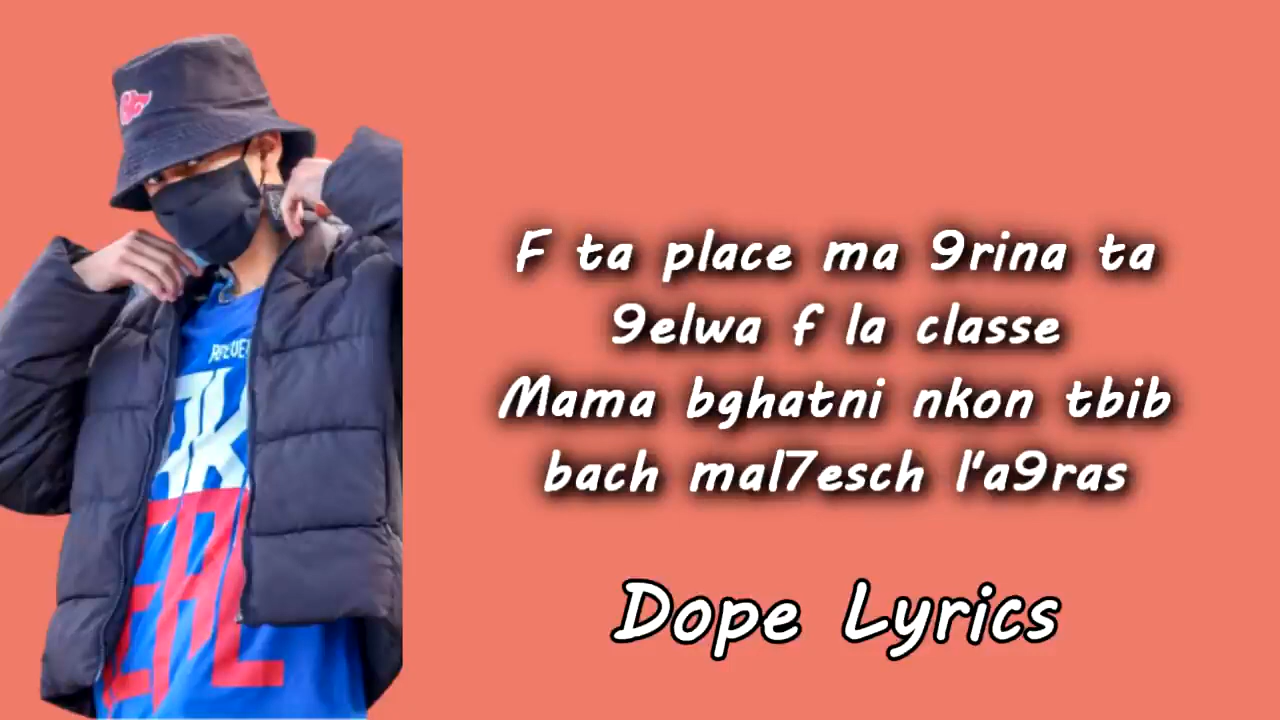 F ta place ma 9rina ta
9elwa f la classe
Mama bghatni nkon tbib
bach mal7esch l'a9ras
Dope Lyrics